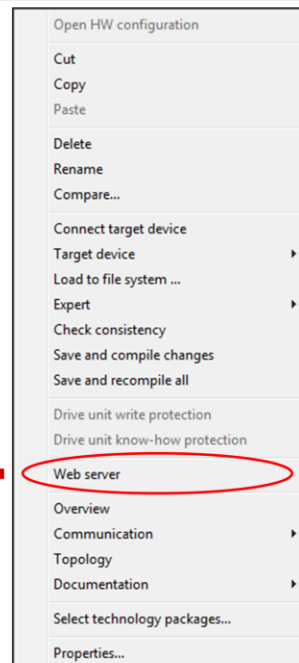 Open HW configuration
Cut
Copy
Paste
Delete
Rename
Compare...
Connect target device
Target device
Load to file system ...
Expert
Check consistency
Save and compile changes
Save and recompile all
Drive unit write protection
Drive unit know-how protection
Web server
Overview
Communication
Topology
Documentation
Select technology packages...
Properties...